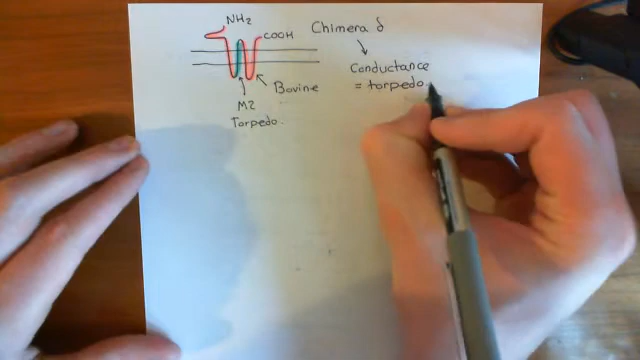 NH2
COOH
Chimera δ
Conductance
= torpedo
Bovine
M2
Torpedo.